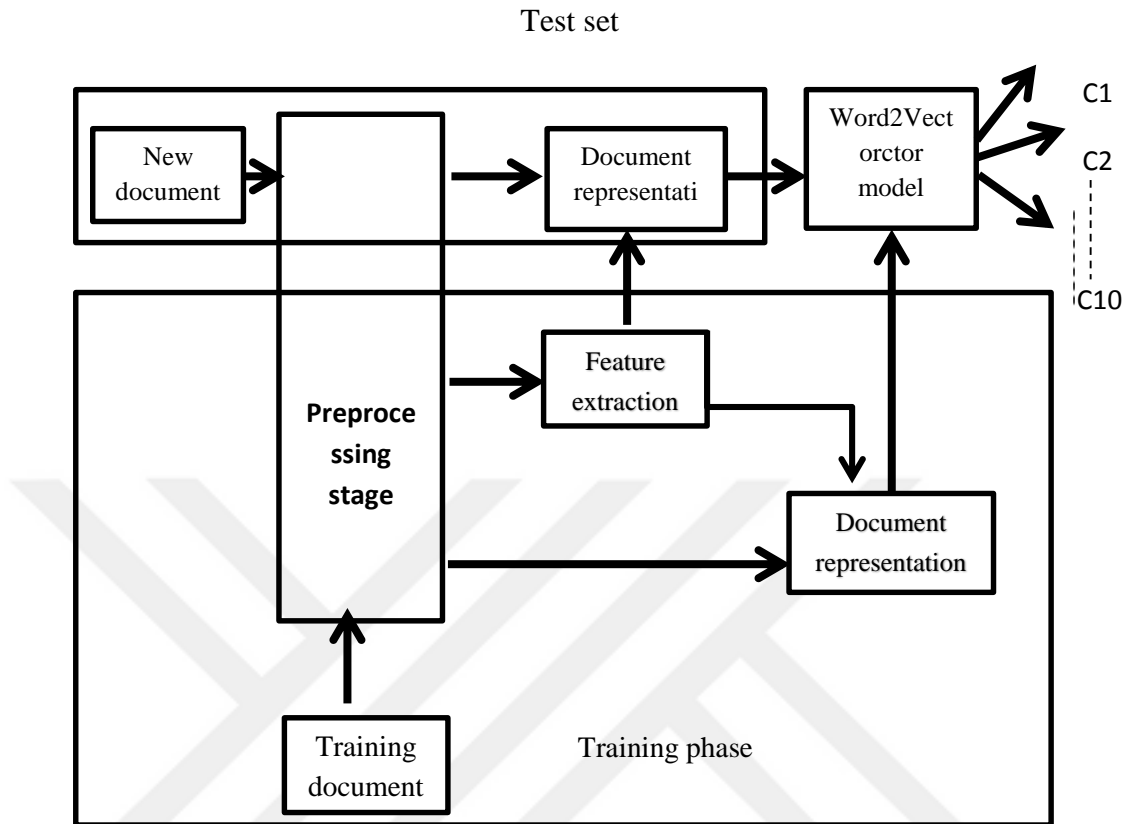 Test set
New
document
Document
representati
Word2Vect
orctor
model
C1
C2
C10
Feature
extraction
Preproce
ssing
stage
Document
representation
Training
document
Training phase